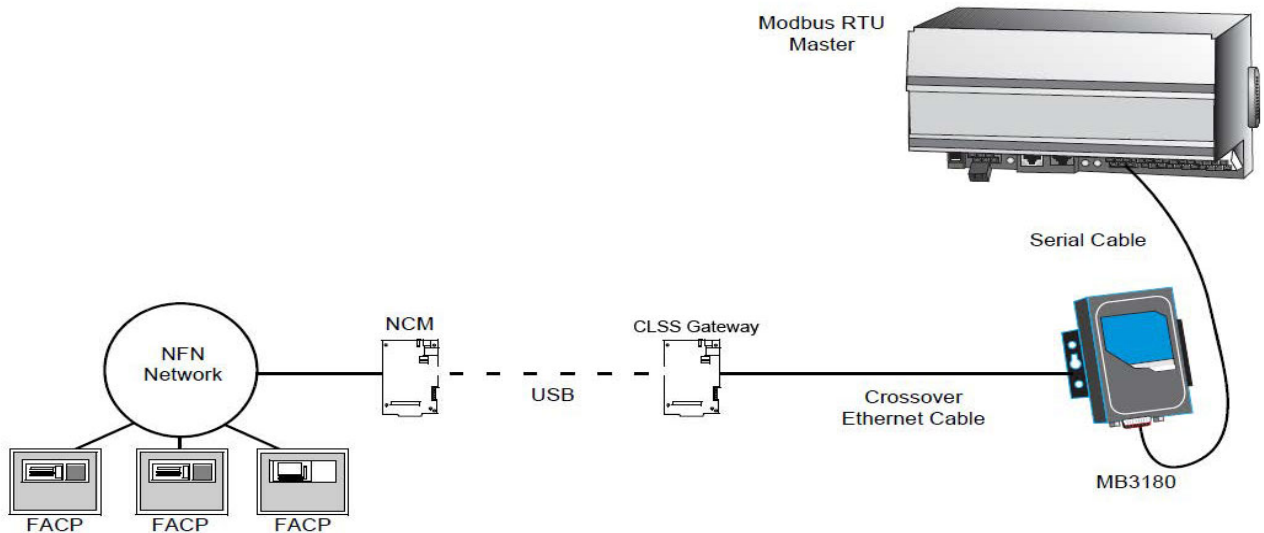 Modbus RTU
Master
Serial Cable
NCM
CLSS Gateway
NFN
Network
USB
Crossover
Ethernet Cable
MB3180
FACP
FACP
FACP